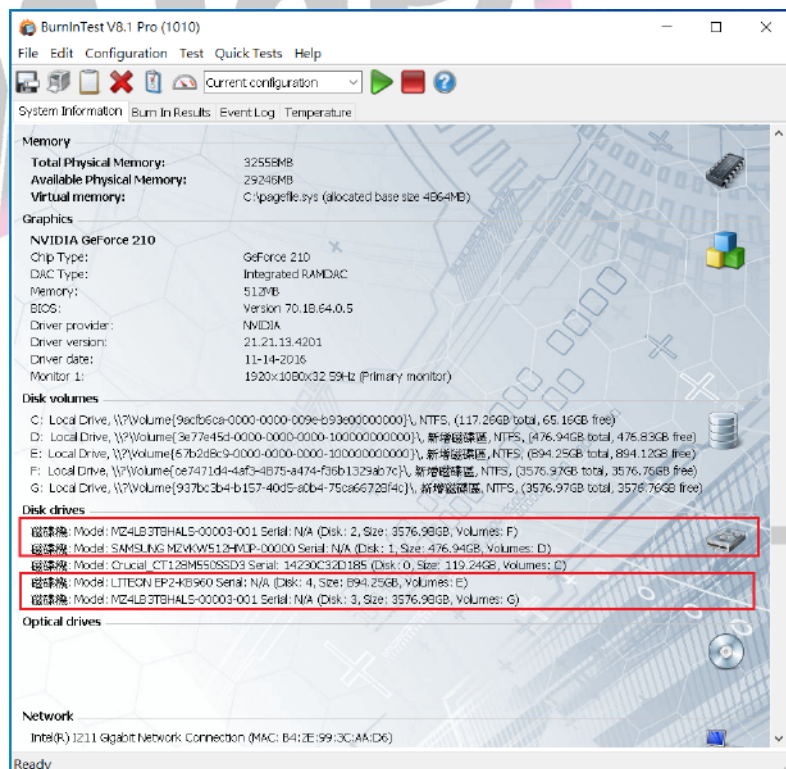 BurnInTest V8.1 Pro (1010)
File Edit Configuration Test Quick Tests Help
Current configuration
System Information Burn In Results Event Log Temperature
Memory
Total Physical Memory: 32558MB
Available Physical Memory: 29246MB
Virtual memory: C:\pagefile.sys (allocated base size 4864MB)
Graphics
NVIDIA GeForce 210
Chip Type: GeForce 210
DAC Type: Integrated RAMDAC
Memory: 512MB
BIOS: Version 70.18.64.0.5
Driver provider: NVIDIA
Driver version: 21.21.13.4201
Driver date: 11-14-2016
Monitor 1: 1920x1080x32 59Hz (Primary monitor)
Disk volumes
C: Local Drive, \\?\Volume{9acfb6ca-0000-0000-009e-b93e00000000}\, NTFS, (117.26GB total, 65.16GB free)
D: Local Drive, \\?\Volume{3e77e45d-0000-0000-0000-100000000000}\, 新增磁碟區, NTFS, (476.94GB total, 476.83GB free)
E: Local Drive, \\?\Volume{67b2d8c9-0000-0000-0000-100000000000}\, 新增磁碟區, NTFS, (894.25GB total, 894.12GB free)
F: Local Drive, \\?\Volume{ce7471d4-4af3-4875-a474-f36b1329ab7c}\, 新增磁碟區, NTFS, (3576.97GB total, 3576.76GB free)
G: Local Drive, \\?\Volume{937bc3b4-b157-40d5-a0b4-75ca66728f4c}\, 新增磁碟區, NTFS, (3576.97GB total, 3576.76GB free)
Disk drives
磁碟機: Model: MZ4LB3T8HALS-00003-001 Serial: N/A (Disk: 2, Size: 3576.98GB, Volumes: F)
磁碟機: Model: SAMSUNG MZVKW512HMJP-00000 Serial: N/A (Disk: 1, Size: 476.94GB, Volumes: D)
磁碟機: Model: Crucial_CT128M550SSD3 Serial: 14230C32D185 (Disk: 0, Size: 119.24GB, Volumes: C)
磁碟機: Model: LITEON EP2-KB960 Serial: N/A (Disk: 4, Size: 894.25GB, Volumes: E)
磁碟機: Model: MZ4LB3T8HALS-00003-001 Serial: N/A (Disk: 3, Size: 3576.98GB, Volumes: G)
Optical drives
Network
Intel(R) I211 Gigabit Network Connection (MAC: B4:2E:99:3C:AA:D6)
Ready